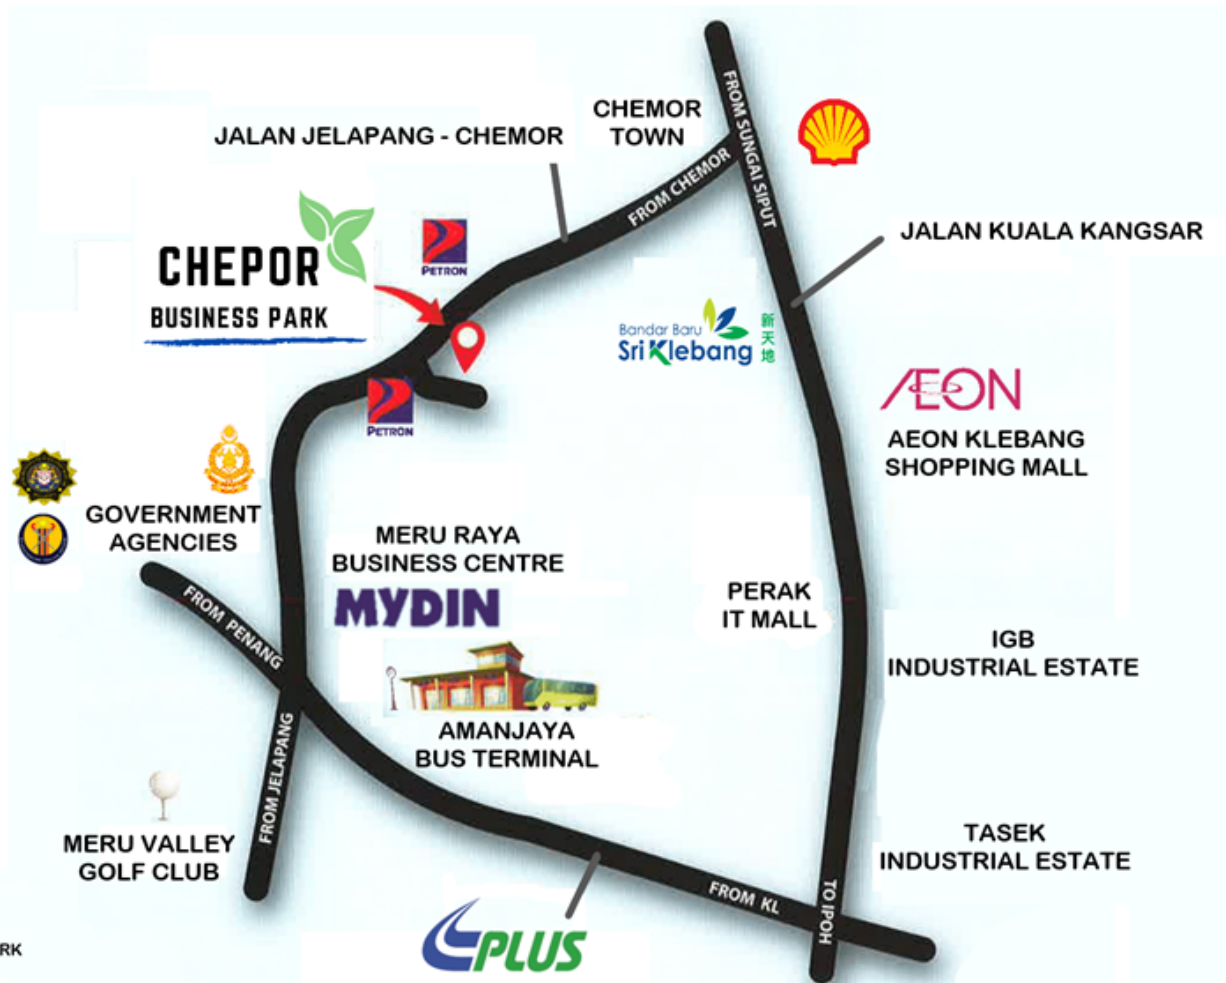 FROM SUNGAI SIPUT
CHEMOR
TOWN
JALAN JELAPANG - CHEMOR
FROM CHEMOR
JALAN KUALA KANGSAR
CHEPOR
BUSINESS PARK
PETRON
Bandar Baru
Sri Klebang
新天地
PETRON
AEON
AEON KLEBANG
SHOPPING MALL
GOVERNMENT
AGENCIES
MERU RAYA
BUSINESS CENTRE
MYDIN
FROM PENANG
PERAK
IT MALL
IGB
INDUSTRIAL ESTATE
AMANJAYA
BUS TERMINAL
FROM JELAPANG
MERU VALLEY
GOLF CLUB
TASEK
INDUSTRIAL ESTATE
FROM KL
TO IPOH
PLUS
RK